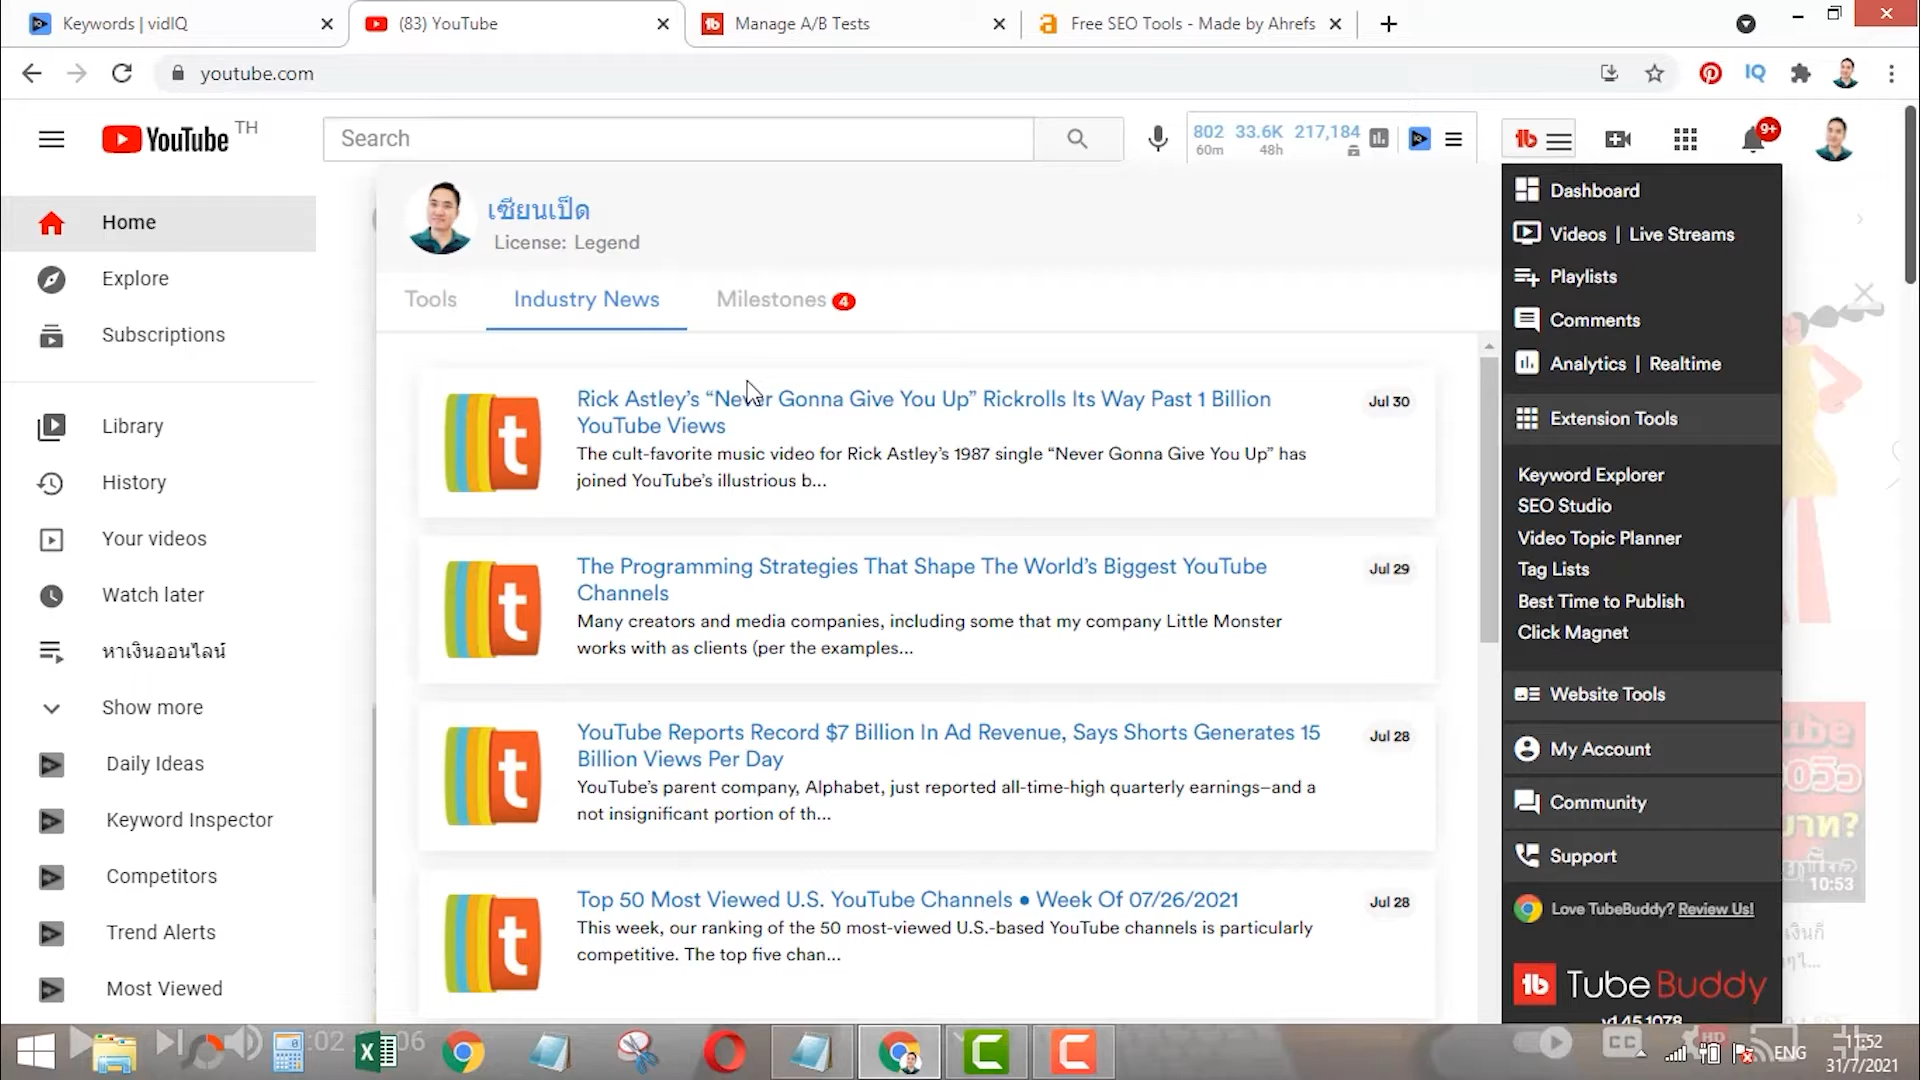 Keywords | vidIQ
(83) YouTube
Manage A/B Tests
Free SEO Tools - Made by Ahrefs
youtube.com
IQ
YouTube TH
Search
802 33.6K 217,184
60m 48h
9+
Home
Explore
Subscriptions
Library
History
Your videos
Watch later
หาเงินออนไลน์
Show more
Daily Ideas
Keyword Inspector
Competitors
Trend Alerts
Most Viewed
เซียนเป็ด
License: Legend
Tools
Industry News
Milestones 4
Rick Astley's “Never Gonna Give You Up” Rickrolls Its Way Past 1 Billion
YouTube Views
Jul 30
The cult-favorite music video for Rick Astley's 1987 single “Never Gonna Give You Up” has
joined YouTube's illustrious b...
The Programming Strategies That Shape The World's Biggest YouTube
Channels
Jul 29
Many creators and media companies, including some that my company Little Monster
works with as clients (per the examples...
YouTube Reports Record $7 Billion In Ad Revenue, Says Shorts Generates 15
Billion Views Per Day
Jul 28
YouTube's parent company, Alphabet, just reported all-time-high quarterly earnings–and a
not insignificant portion of th...
Top 50 Most Viewed U.S. YouTube Channels • Week Of 07/26/2021
Jul 28
This week, our ranking of the 50 most-viewed U.S.-based YouTube channels is particularly
competitive. The top five chan...
Dashboard
Videos | Live Streams
Playlists
Comments
Analytics | Realtime
Extension Tools
Keyword Explorer
SEO Studio
Video Topic Planner
Tag Lists
Best Time to Publish
Click Magnet
Website Tools
My Account
Community
Support
Love TubeBuddy? Review Us!
TubeBuddy
v1.45.1078
10:53
CC
HD
ENG
11:52
31/7/2021